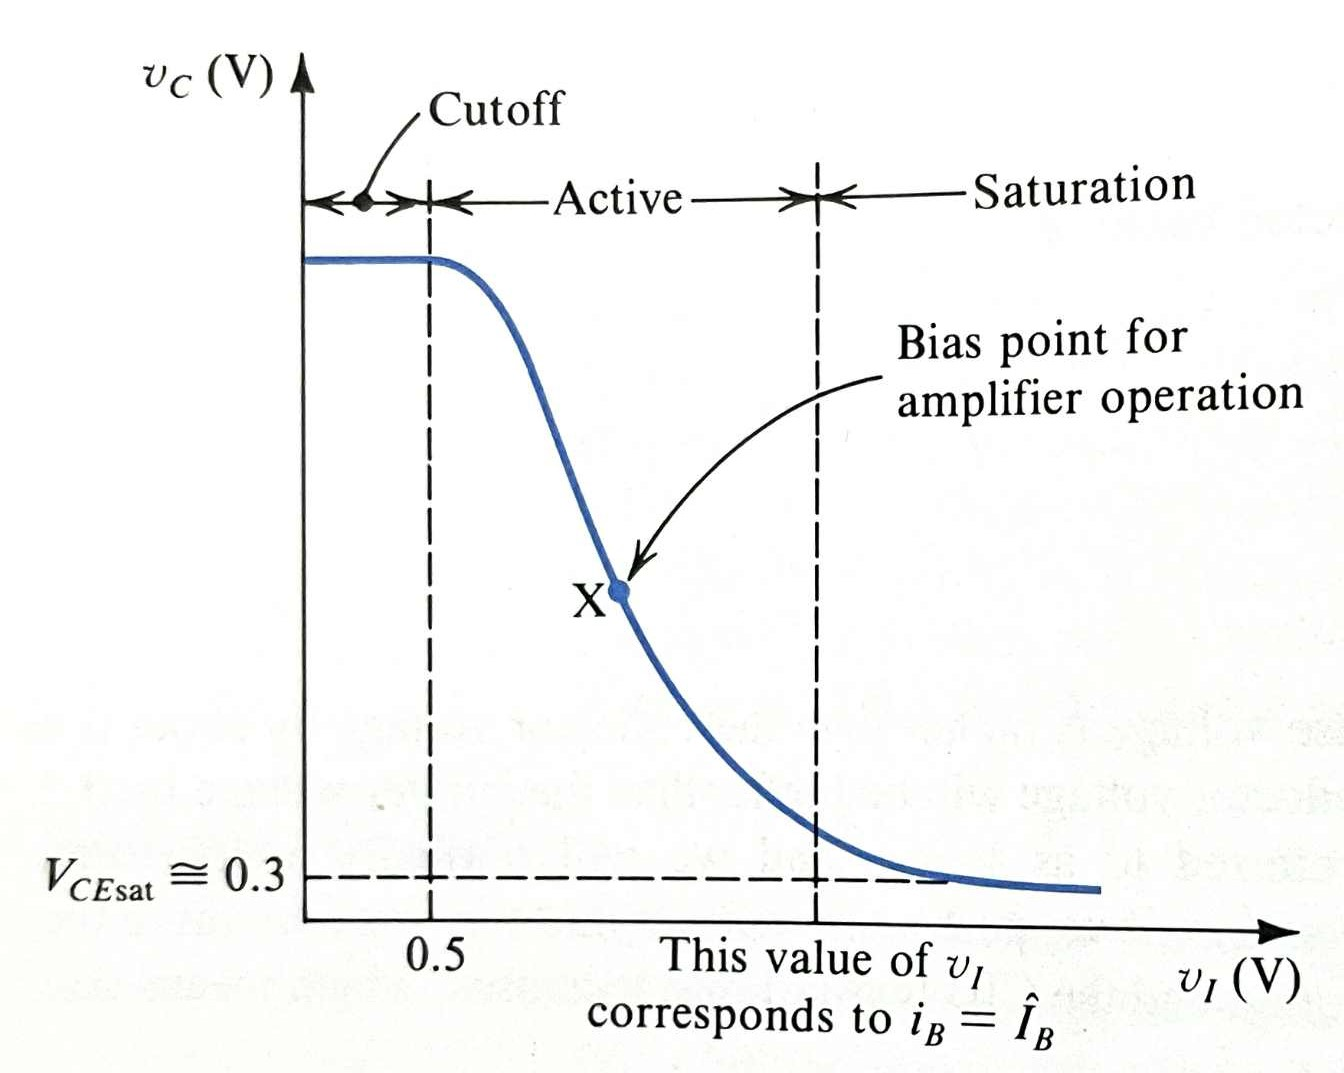 v_C (V)
Cutoff
Active
Saturation
Bias point for
amplifier operation
X
V_CEsat ≅ 0.3
0.5
This value of v_I
corresponds to i_B = Î_B
v_I (V)